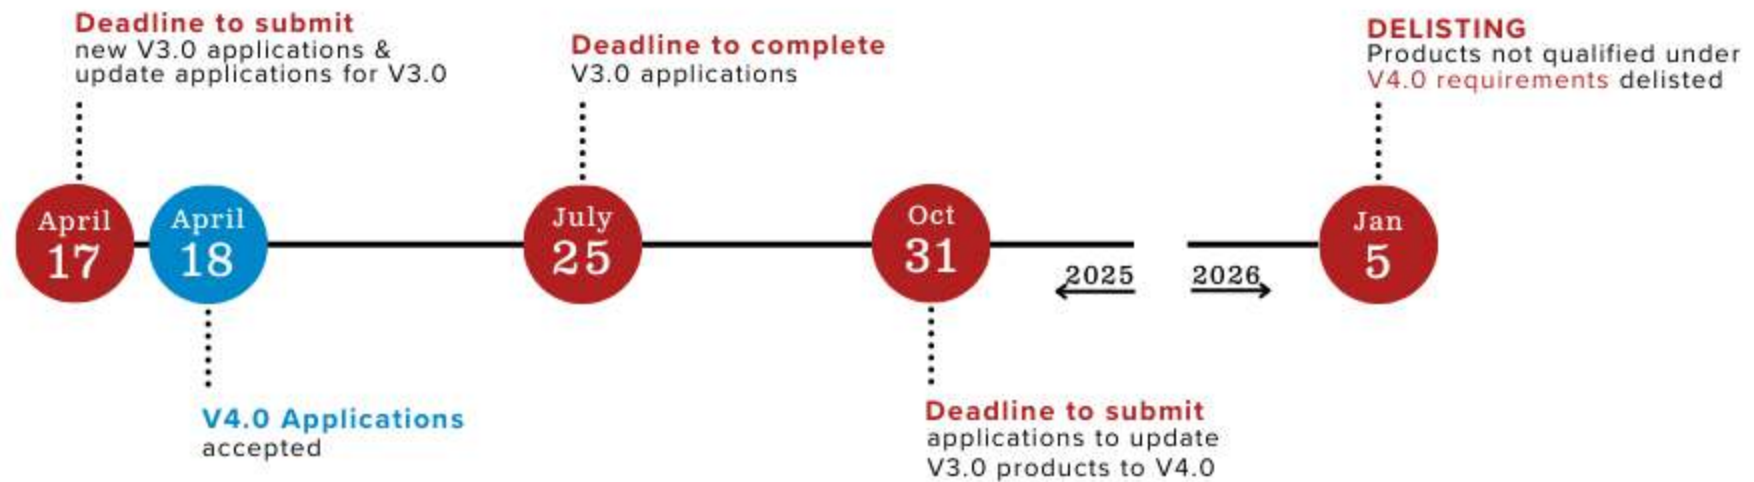 Deadline to submit
new V3.0 applications &
update applications for V3.0
Deadline to complete
V3.0 applications
DELISTING
Products not qualified under
V4.0 requirements delisted
April
17
April
18
July
25
Oct
31
2025
2026
Jan
5
V4.0 Applications
accepted
Deadline to submit
applications to update
V3.0 products to V4.0